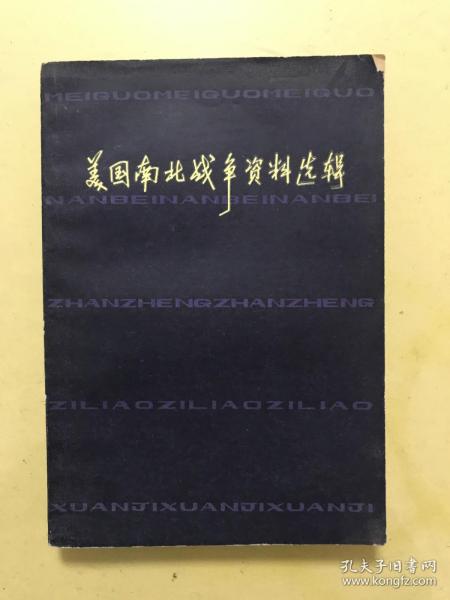 MEIGUOMEIGUOMEIGUO
美国南北战争资料选辑
NANBEINANBEINANBEI
ZHANZHENGZHANZHENG
ZILIAOZILIAOZILIAO
XUANJIXUANJIXUANJI
孔夫子旧书网
www.kongfz.com